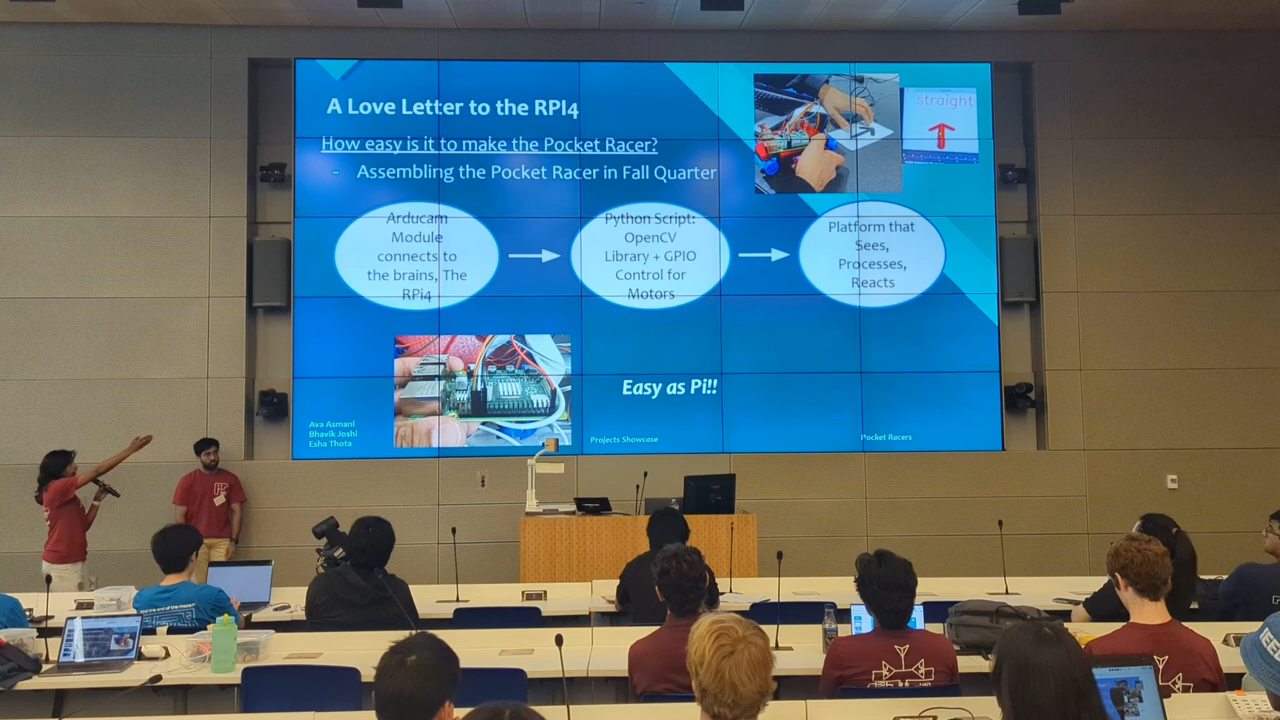 A Love Letter to the RPi4
straight
How easy is it to make the Pocket Racer?
- Assembling the Pocket Racer in Fall Quarter
Arducam
Module
connects to
the brains, The
RPi4
Python Script:
OpenCV
Library + GPIO
Control for
Motors
Platform that
Sees,
Processes,
Reacts
Easy as Pi!!
Ava Asmani
Bhavik Joshi
Esha Thota
Projects Showcase
Pocket Racers